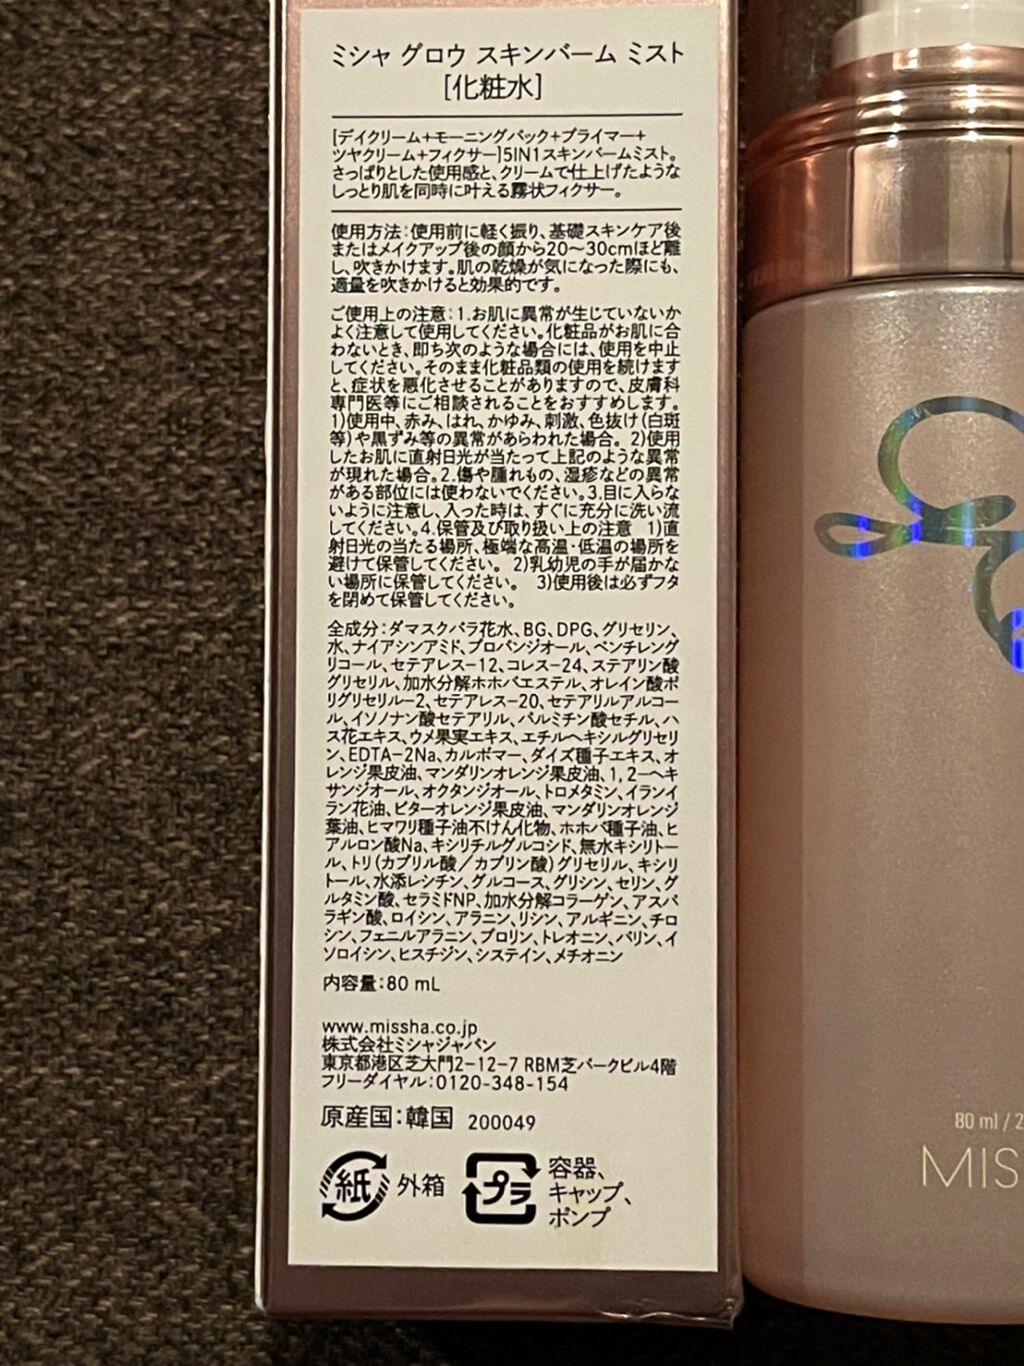 ミシャ グロウ スキンバーム ミスト
[化粧水]
[デイクリーム+モーニングパック+プライマー+
ツヤクリーム+フィクサー]5IN1スキンバームミスト。
さっぱりとした使用感と、クリームで仕上げたような
しっとり肌を同時に叶える霧状フィクサー。
使用方法:使用前に軽く振り、基礎スキンケア後
またはメイクアップ後の顔から20〜30cmほど離
し、吹きかけます。肌の乾燥が気になった際にも、
適量を吹きかけると効果的です。
ご使用上の注意:1.お肌に異常が生じていないか
よく注意して使用してください。化粧品がお肌に合
わないとき、即ち次のような場合には、使用を中止
してください。そのまま化粧品類の使用を続けます
と、症状を悪化させることがありますので、皮膚科
専門医等にご相談されることをおすすめします。
1)使用中、赤み、はれ、かゆみ、刺激、色抜け(白斑
等)や黒ずみ等の異常があらわれた場合。2)使用
したお肌に直射日光が当たって上記のような異常
が現れた場合。2.傷や腫れもの、湿疹などの異常
がある部位には使わないでください。3.目に入らな
いように注意し、入った時は、すぐに充分に洗い流
してください。4.保管及び取り扱い上の注意 1)直
射日光の当たる場所、極端な高温・低温の場所を
避けて保管してください。 2)乳幼児の手が届かな
い場所に保管してください。 3)使用後は必ずフタ
を閉めて保管してください。
全成分:ダマスクバラ花水、BG、DPG、グリセリン、
水、ナイアシンアミド、プロパンジオール、ペンチレング
リコール、セテアレス-12、コレス-24、ステアリン酸
グリセリル、加水分解ホホバエステル、オレイン酸ポ
リグリセリル-2、セテアレス-20、セテアリルアルコー
ル、イソノナン酸セテアリル、パルミチン酸セチル、ハ
ス花エキス、ウメ果実エキス、エチルヘキシルグリセリ
ン、EDTA-2Na、カルボマー、ダイズ種子エキス、オ
レンジ果皮油、マンダリンオレンジ果皮油、1,2-ヘキ
サンジオール、オクタンジオール、トロメタミン、イランイ
ラン花油、ビターオレンジ果皮油、マンダリンオレンジ
葉油、ヒマワリ種子油不けん化物、ホホバ種子油、ヒ
アルロン酸Na、キシリチルグルコシド、無水キシリトー
ル、トリ(カプリル酸/カプリン酸)グリセリル、キシリ
トール、水添レシチン、グルコース、グリシン、セリン、グ
ルタミン酸、セラミドNP、加水分解コラーゲン、アスパ
ラギン酸、ロイシン、アラニン、リシン、アルギニン、チロ
シン、フェニルアラニン、プロリン、トレオニン、バリン、イ
ソロイシン、ヒスチジン、システイン、メチオニン
内容量:80 mL
www.missha.co.jp
株式会社ミシャジャパン
東京都港区芝大門2-12-7 RBM芝パークビル4階
フリーダイヤル:0120-348-154
原産国:韓国 200049
紙 外箱 プラ 容器、
キャップ、
ポンプ
80 ml / 2
MIS